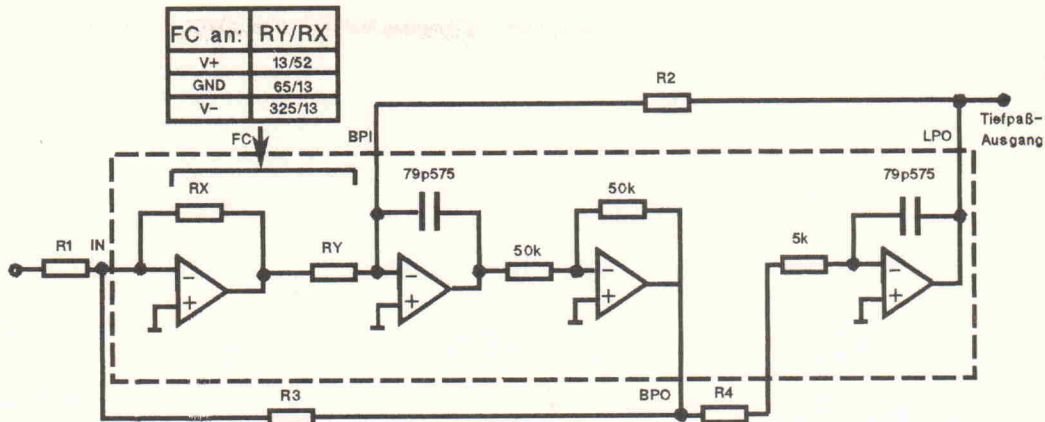 FC an: RY/RX
V+ 13/52
GND 65/13
V− 325/13
FC
BPI
R2
LPO
Tiefpaß-
Ausgang
RX
79p575
50k
79p575
R1
IN
RY
50k
5k
−
+
−
+
−
+
−
+
R3
BPO
R4